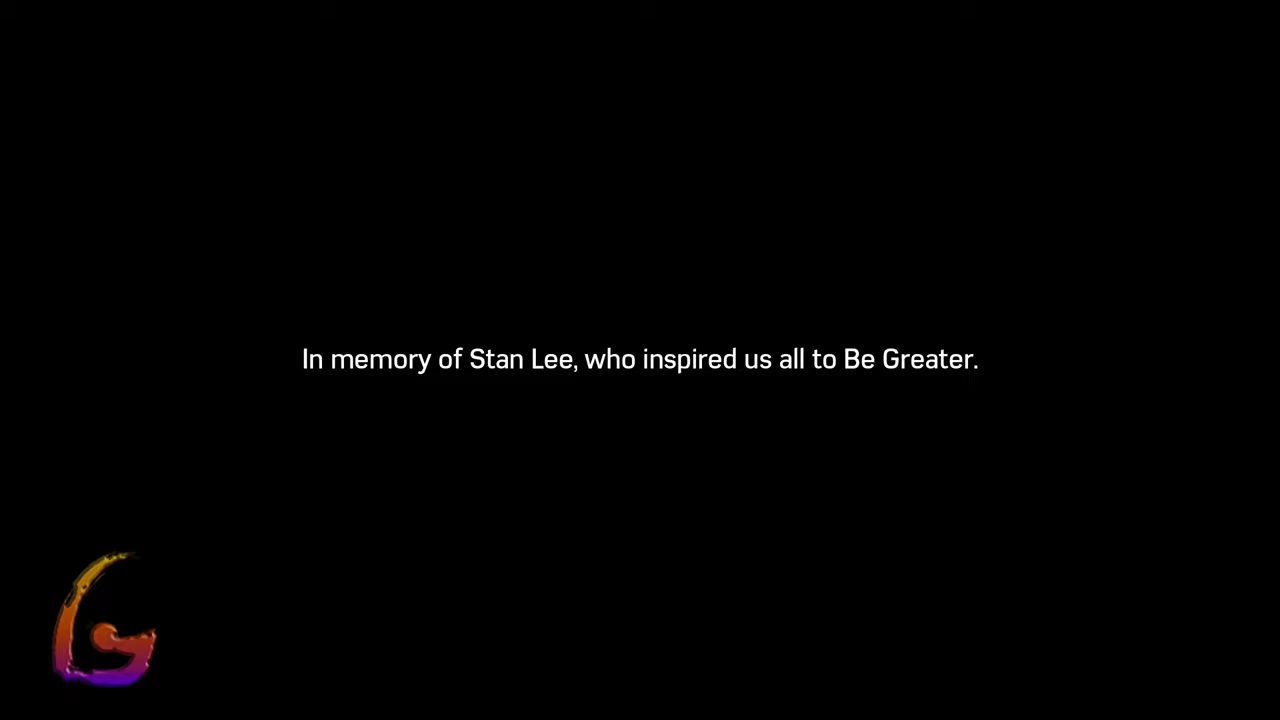 In memory of Stan Lee, who inspired us all to Be Greater.